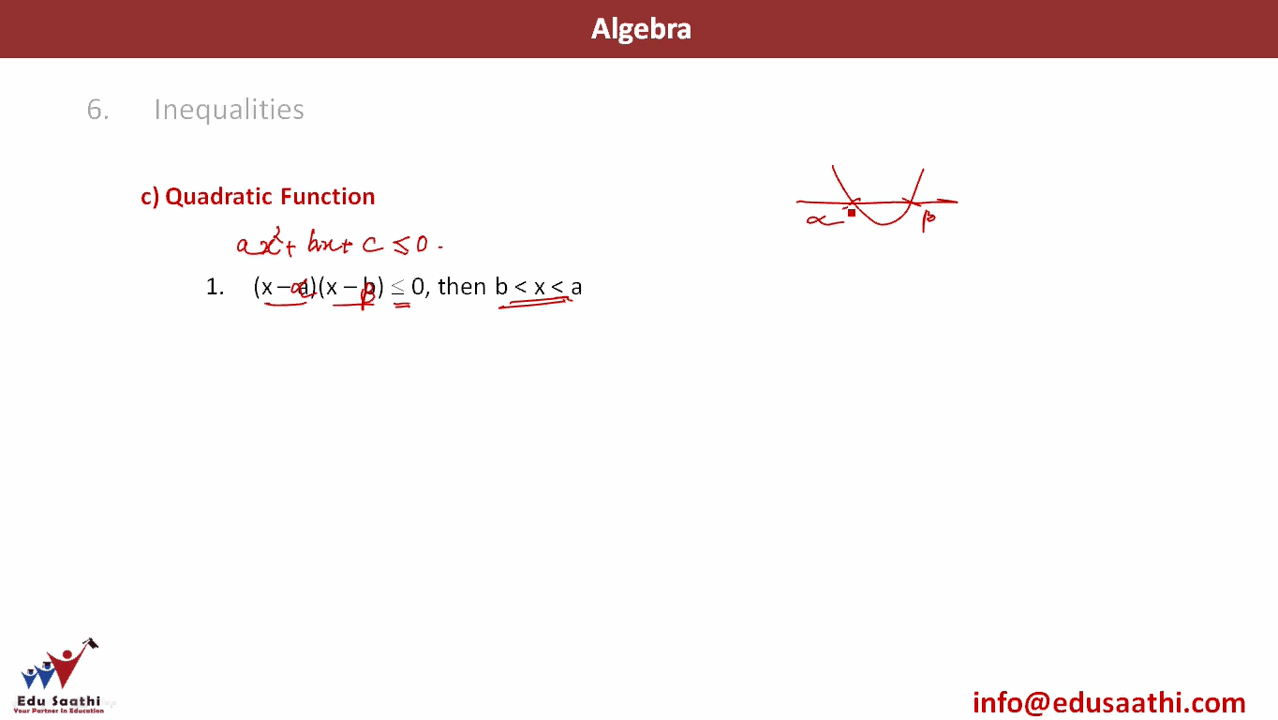 Algebra
6. Inequalities
c) Quadratic Function
ax² + bx + c ≤ 0.
1. (x – a)(x – b) ≤ 0, then b < x < a
α β
α β
Edu Saathi
Your Partner in Education
info@edusaathi.com